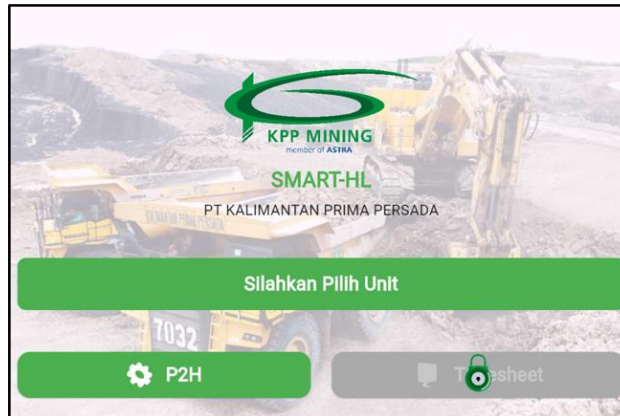 KPP MINING
member of ASTRA
SMART-HL
PT KALIMANTAN PRIMA PERSADA
Silahkan Pilih Unit
7032
P2H